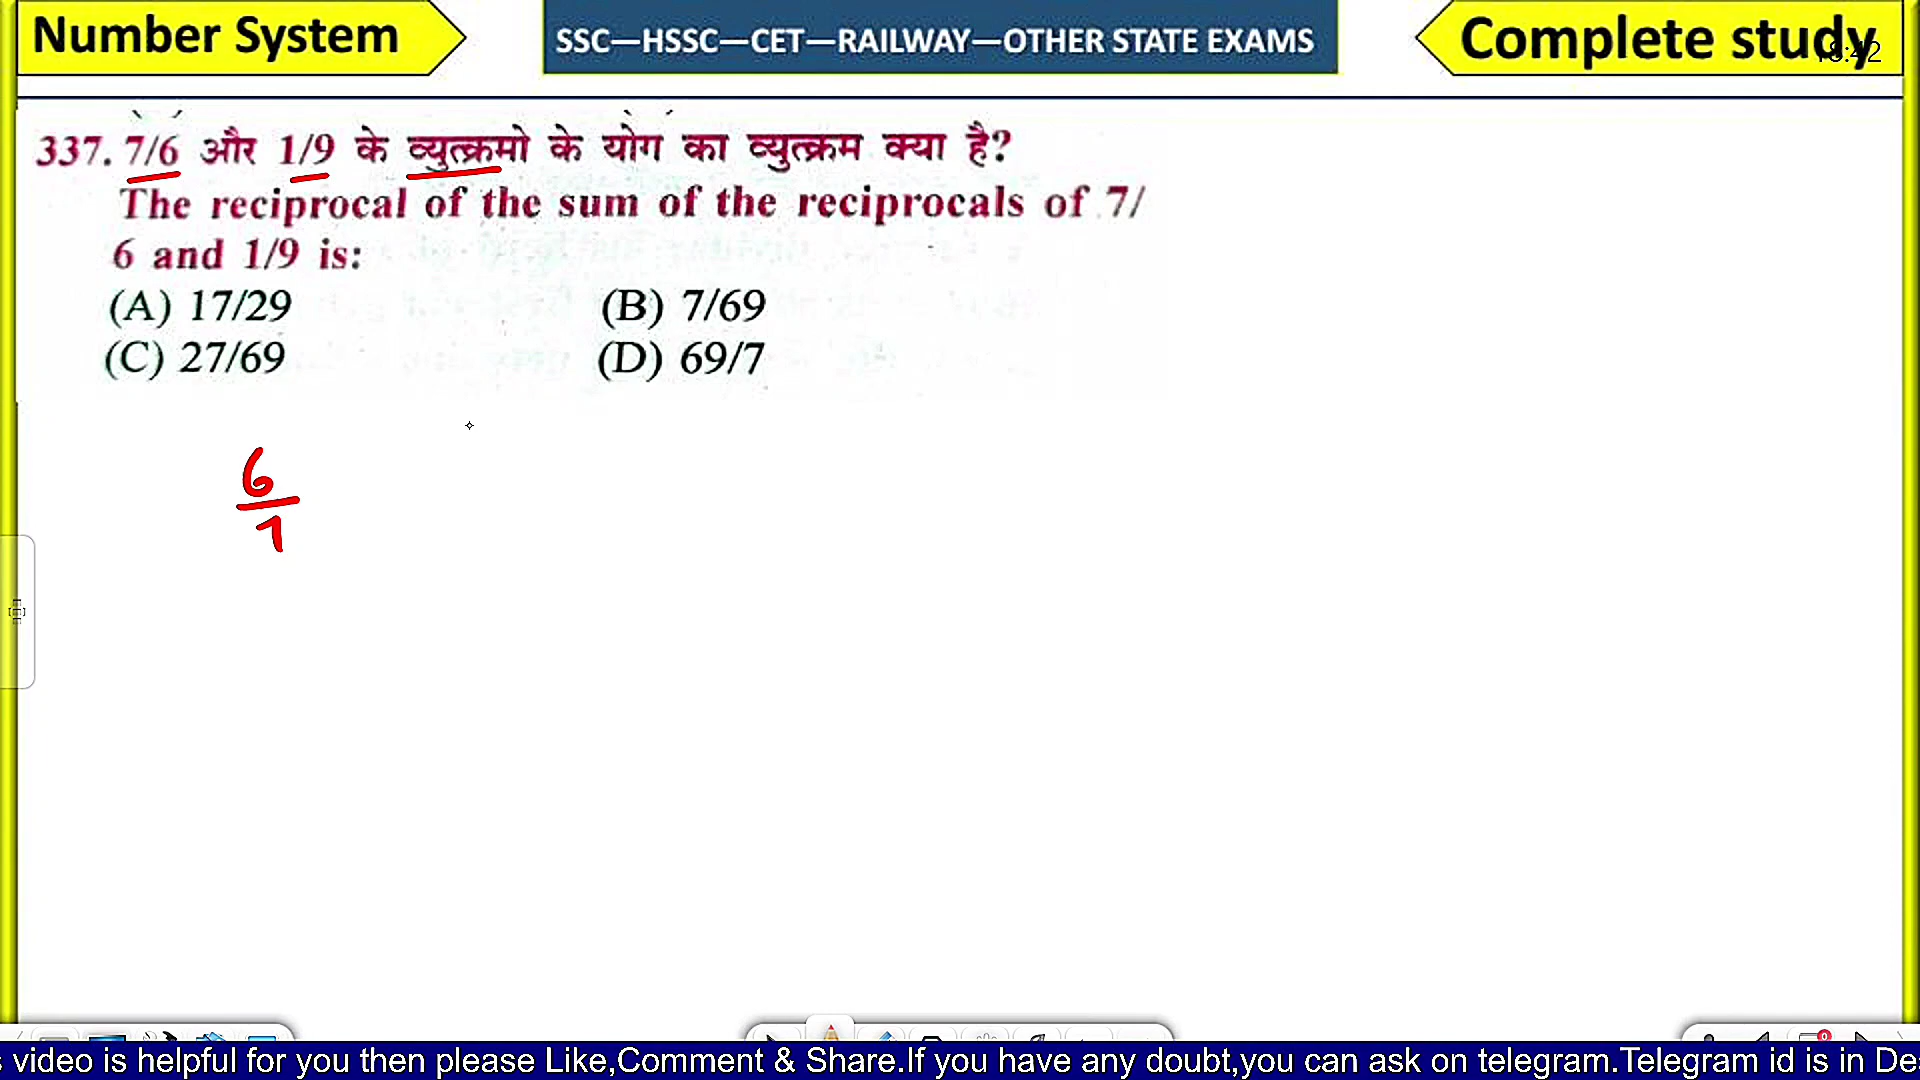 Number System
SSC—HSSC—CET—RAILWAY—OTHER STATE EXAMS
Complete study
337. 7/6 और 1/9 के व्युत्क्रमो के योग का व्युत्क्रम क्या है?
The reciprocal of the sum of the reciprocals of 7/
6 and 1/9 is:
(A) 17/29 (B) 7/69
(C) 27/69 (D) 69/7
6
7
video is helpful for you then please Like,Comment & Share.If you have any doubt,you can ask on telegram.Telegram id is in